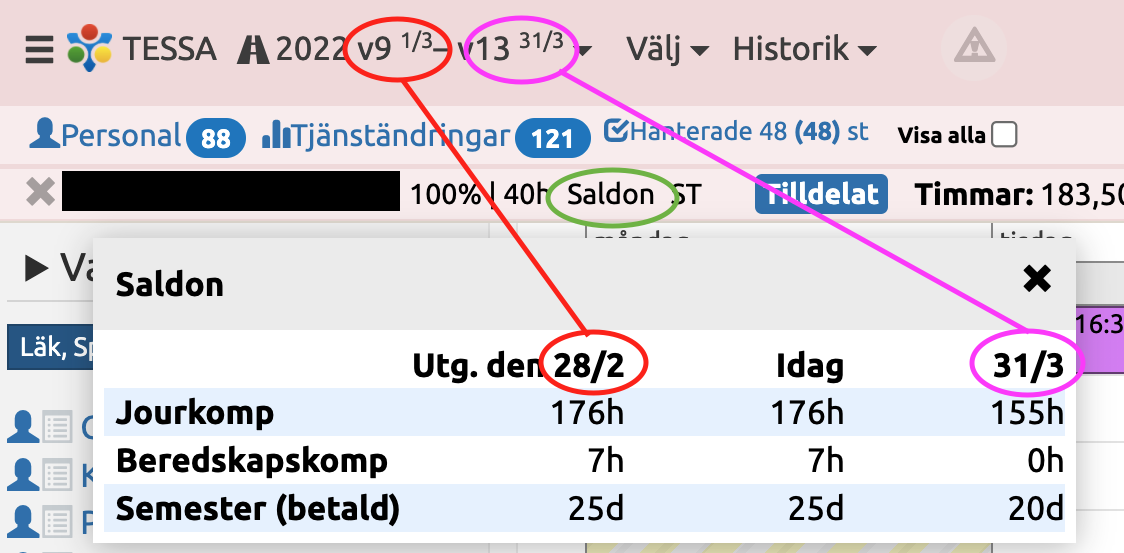 TESSA 2022 v9 1/3– v13 31/3 Välj Historik
Personal 88 Tjänständringar 121 Hanterade 48 (48) st Visa alla
100% | 40h Saldon ST Tilldelat Timmar: 183,50
måndag tisdag
Saldon
Utg. den 28/2 Idag 31/3
16:3
Läk, Sp
Jourkomp 176h 176h 155h
Beredskapskomp 7h 7h 0h
Semester (betald) 25d 25d 20d